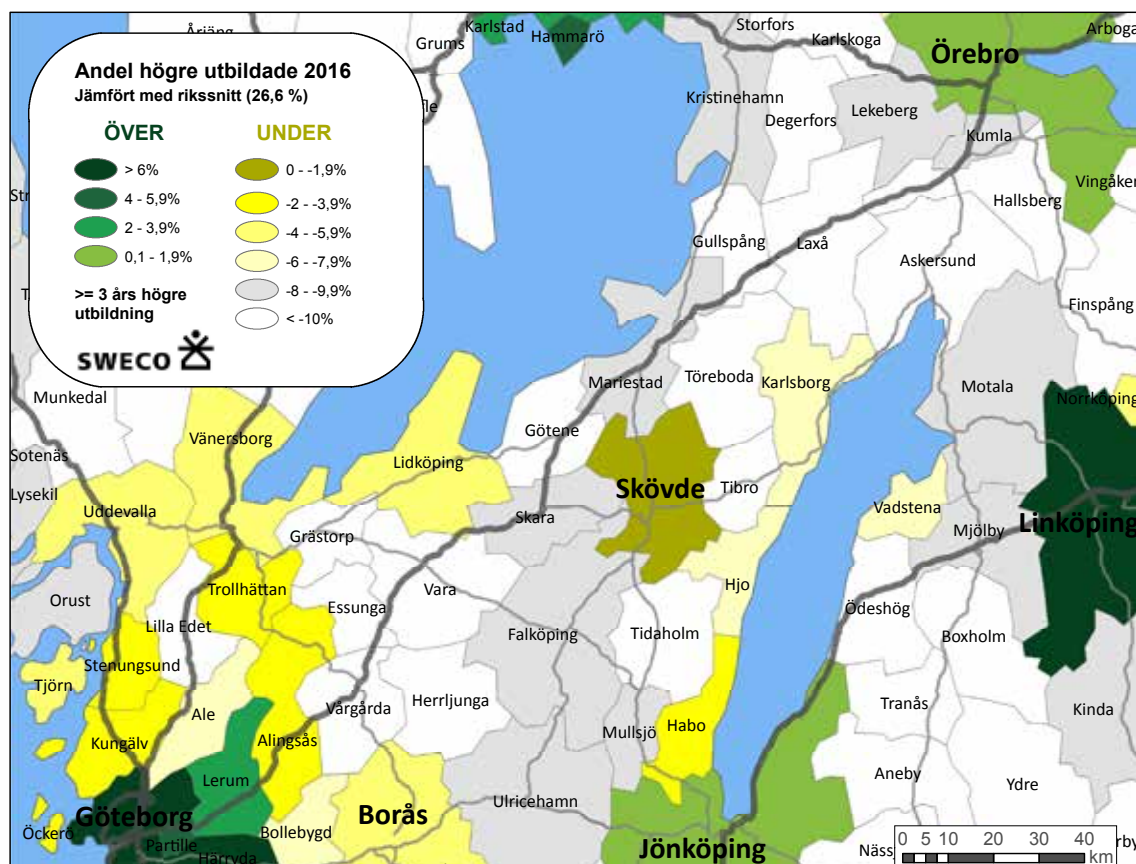 Andel högre utbildade 2016
Jämfört med rikssnitt (26,6 %)
ÖVER
UNDER
> 6%
4 - 5,9%
2 - 3,9%
0,1 - 1,9%
>= 3 års högre
utbildning
0 - -1,9%
-2 - -3,9%
-4 - -5,9%
-6 - -7,9%
-8 - -9,9%
< -10%
SWECO
Årjäng
Grums
Karlstad
Hammarö
Storfors
Karlskoga
Örebro
Arboga
Kristinehamn
Degerfors
Lekeberg
Kumla
Vingåker
Hallsberg
Gullspång
Laxå
Askersund
Finspång
Munkedal
Mariestad
Töreboda
Karlsborg
Motala
Norrköping
Vänersborg
Götene
Sotenäs
Lidköping
Lysekil
Skövde
Tibro
Uddevalla
Skara
Vadstena
Linköping
Mjölby
Grästorp
Trollhättan
Essunga
Vara
Hjo
Orust
Lilla Edet
Falköping
Tidaholm
Ödeshög
Boxholm
Stenungsund
Tjörn
Ale
Vårgårda
Herrljunga
Tranås
Kinda
Kungälv
Alingsås
Mullsjö
Habo
Lerum
Aneby
Ydre
Göteborg
Borås
Ulricehamn
Öckerö
Partille
Bollebygd
Härryda
Jönköping
0 5 10 20 30 40
km